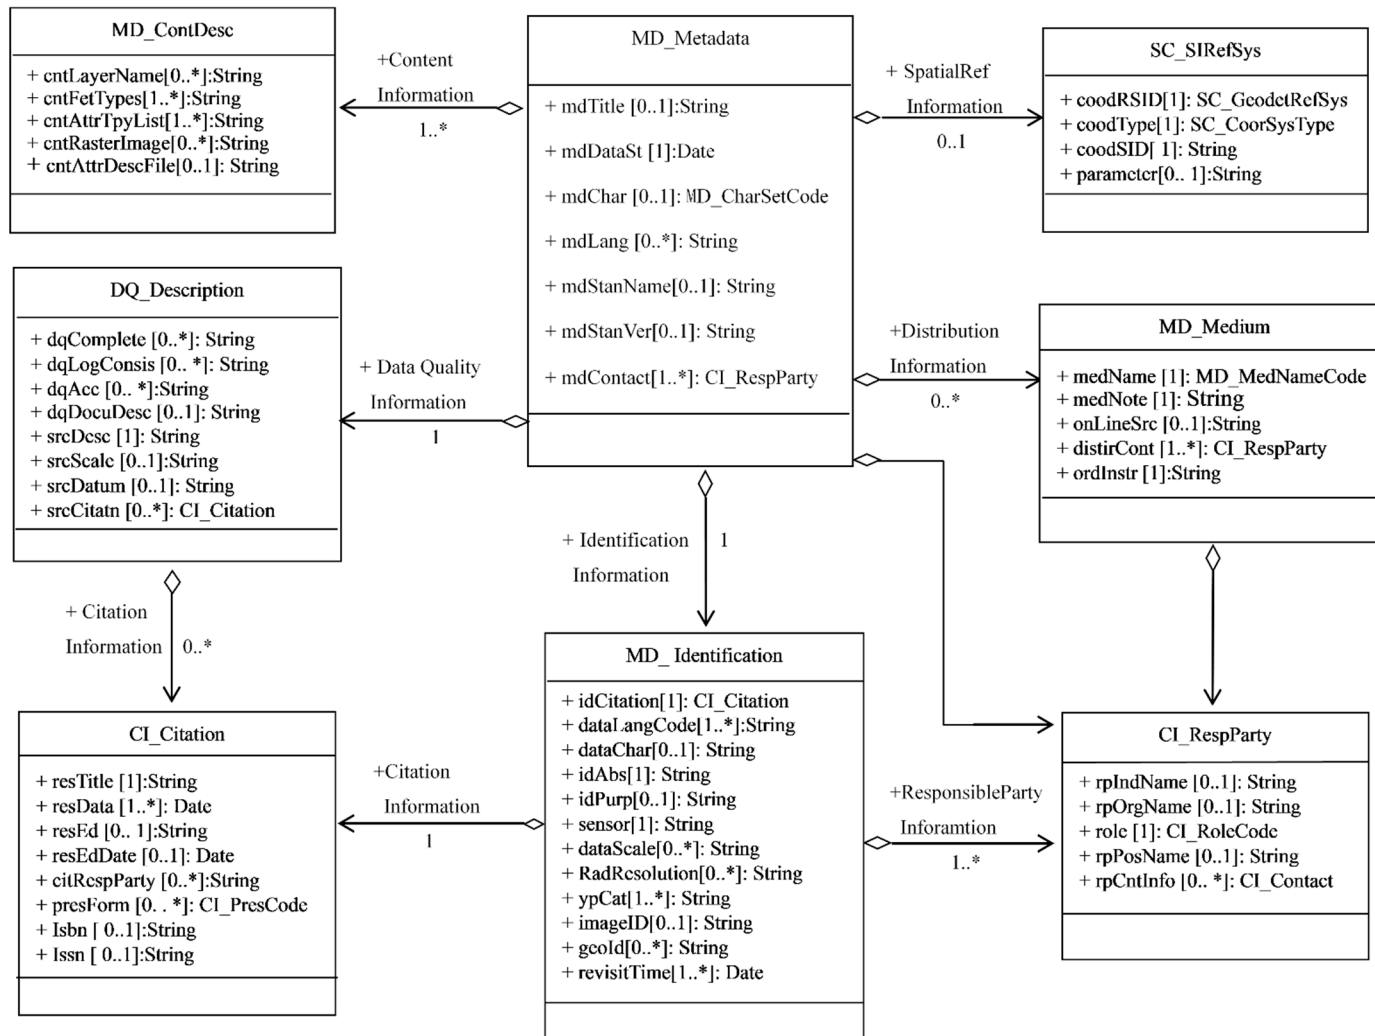 MD_ContDesc
+ cntLayerName[0..*]:String
+ cntFetTypes[1..*]:String
+ cntAttrTpyList[1..*]:String
+ cntRasterImage[0..*]:String
+ cntAttrDescFile[0..1]: String
+Content
Information
1..*
MD_Metadata
+ mdTitle [0..1]:String
+ mdDataSt [1]:Date
+ mdChar [0..1]: MD_CharSetCode
+ mdLang [0..*]: String
+ mdStanName[0..1]: String
+ mdStanVer[0..1]: String
+ mdContact[1..*]: CI_RespParty
+ SpatialRef
Information
0..1
SC_SIRefSys
+ coodRSID[1]: SC_GeodetRefSys
+ coodType[1]: SC_CoorSysType
+ coodSID[ 1]: String
+ parameter[0.. 1]:String
DQ_Description
+ dqComplete [0..*]: String
+ dqLogConsis [0.. *]: String
+ dqAcc [0.. *]:String
+ dqDocuDesc [0..1]: String
+ srcDesc [1]: String
+ srcScale [0..1]:String
+ srcDatum [0..1]: String
+ srcCitatn [0..*]: CI_Citation
+ Data Quality
Information
1
+Distribution
Information
0..*
MD_Medium
+ medName [1]: MD_MedNameCode
+ medNote [1]: String
+ onLineSrc [0..1]:String
+ distirCont [1..*]: CI_RespParty
+ ordInstr [1]:String
+ Identification
Information
1
+ Citation
Information
0..*
CI_Citation
+ resTitle [1]:String
+ resData [1..*]: Date
+ resEd [0.. 1]:String
+ resEdDate [0..1]: Date
+ citRespParty [0..*]:String
+ presForm [0. . *]: CI_PresCode
+ Isbn [ 0..1]:String
+ Issn [ 0..1]:String
+Citation
Information
1
MD_ Identification
+ idCitation[1]: CI_Citation
+ dataLangCode[1..*]:String
+ dataChar[0..1]: String
+ idAbs[1]: String
+ idPurp[0..1]: String
+ sensor[1]: String
+ dataScale[0..*]: String
+ RadResolution[0..*]: String
+ ypCat[1..*]: String
+ imageID[0..1]: String
+ geoId[0..*]: String
+ revisitTime[1..*]: Date
+ResponsibleParty
Inforamtion
1..*
CI_RespParty
+ rpIndName [0..1]: String
+ rpOrgName [0..1]: String
+ role [1]: CI_RoleCode
+ rpPosName [0..1]: String
+ rpCntInfo [0.. *]: CI_Contact